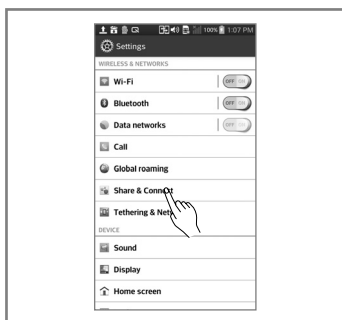 100% 1:07 PM
Settings
WIRELESS & NETWORKS
Wi-Fi OFF ON
Bluetooth OFF ON
Data networks OFF ON
Call
Global roaming
Share & Connect
Tethering & Net
DEVICE
Sound
Display
Home screen